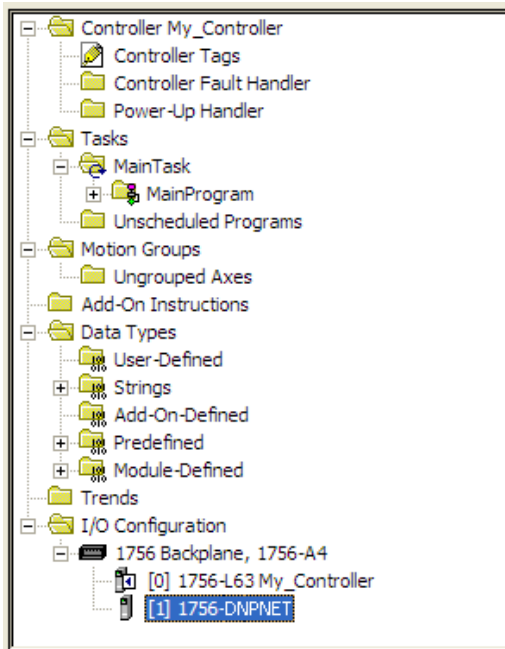 Controller My_Controller
Controller Tags
Controller Fault Handler
Power-Up Handler
Tasks
MainTask
MainProgram
Unscheduled Programs
Motion Groups
Ungrouped Axes
Add-On Instructions
Data Types
User-Defined
Strings
Add-On-Defined
Predefined
Module-Defined
Trends
I/O Configuration
1756 Backplane, 1756-A4
[0] 1756-L63 My_Controller
[1] 1756-DNPNET